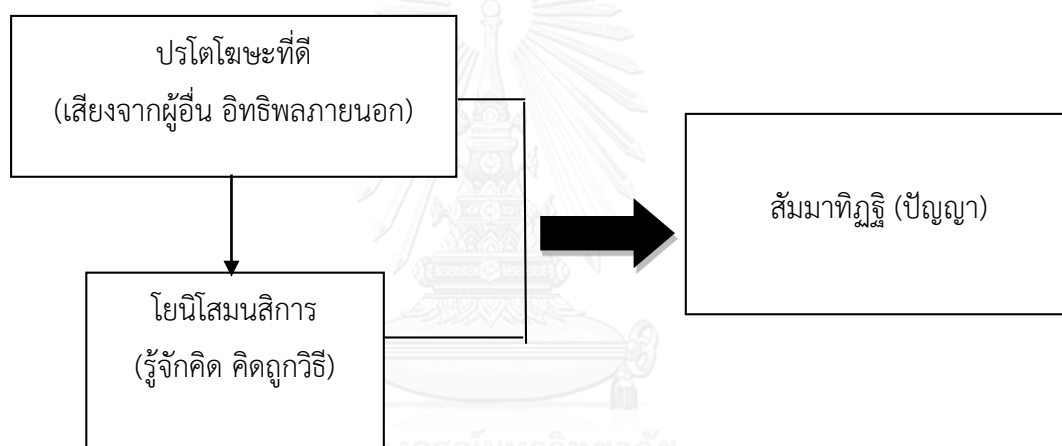 ปรโตโฆษะที่ดี
(เสียงจากผู้อื่น อิทธิพลภายนอก)
สัมมาทิฏฐิ (ปัญญา)
โยนิโสมนสิการ
(รู้จักคิด คิดถูกวิธี)